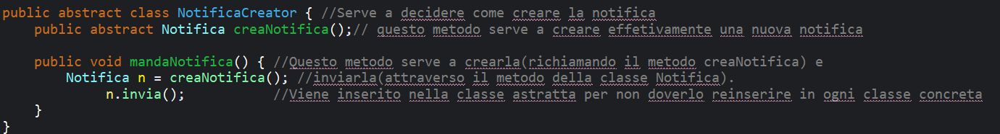 public abstract class NotificaCreator { //Serve a decidere come creare la notifica
public abstract Notifica creaNotifica();// questo metodo serve a creare effetivamente una nuova notifica
public void mandaNotifica() { //Questo metodo serve a crearla(richiamando il metodo creaNotifica) e
Notifica n = creaNotifica(); //inviarla(attraverso il metodo della classe Notifica).
n.invia(); //Viene inserito nella classe astratta per non doverlo reinserire in ogni classe concreta
}
}